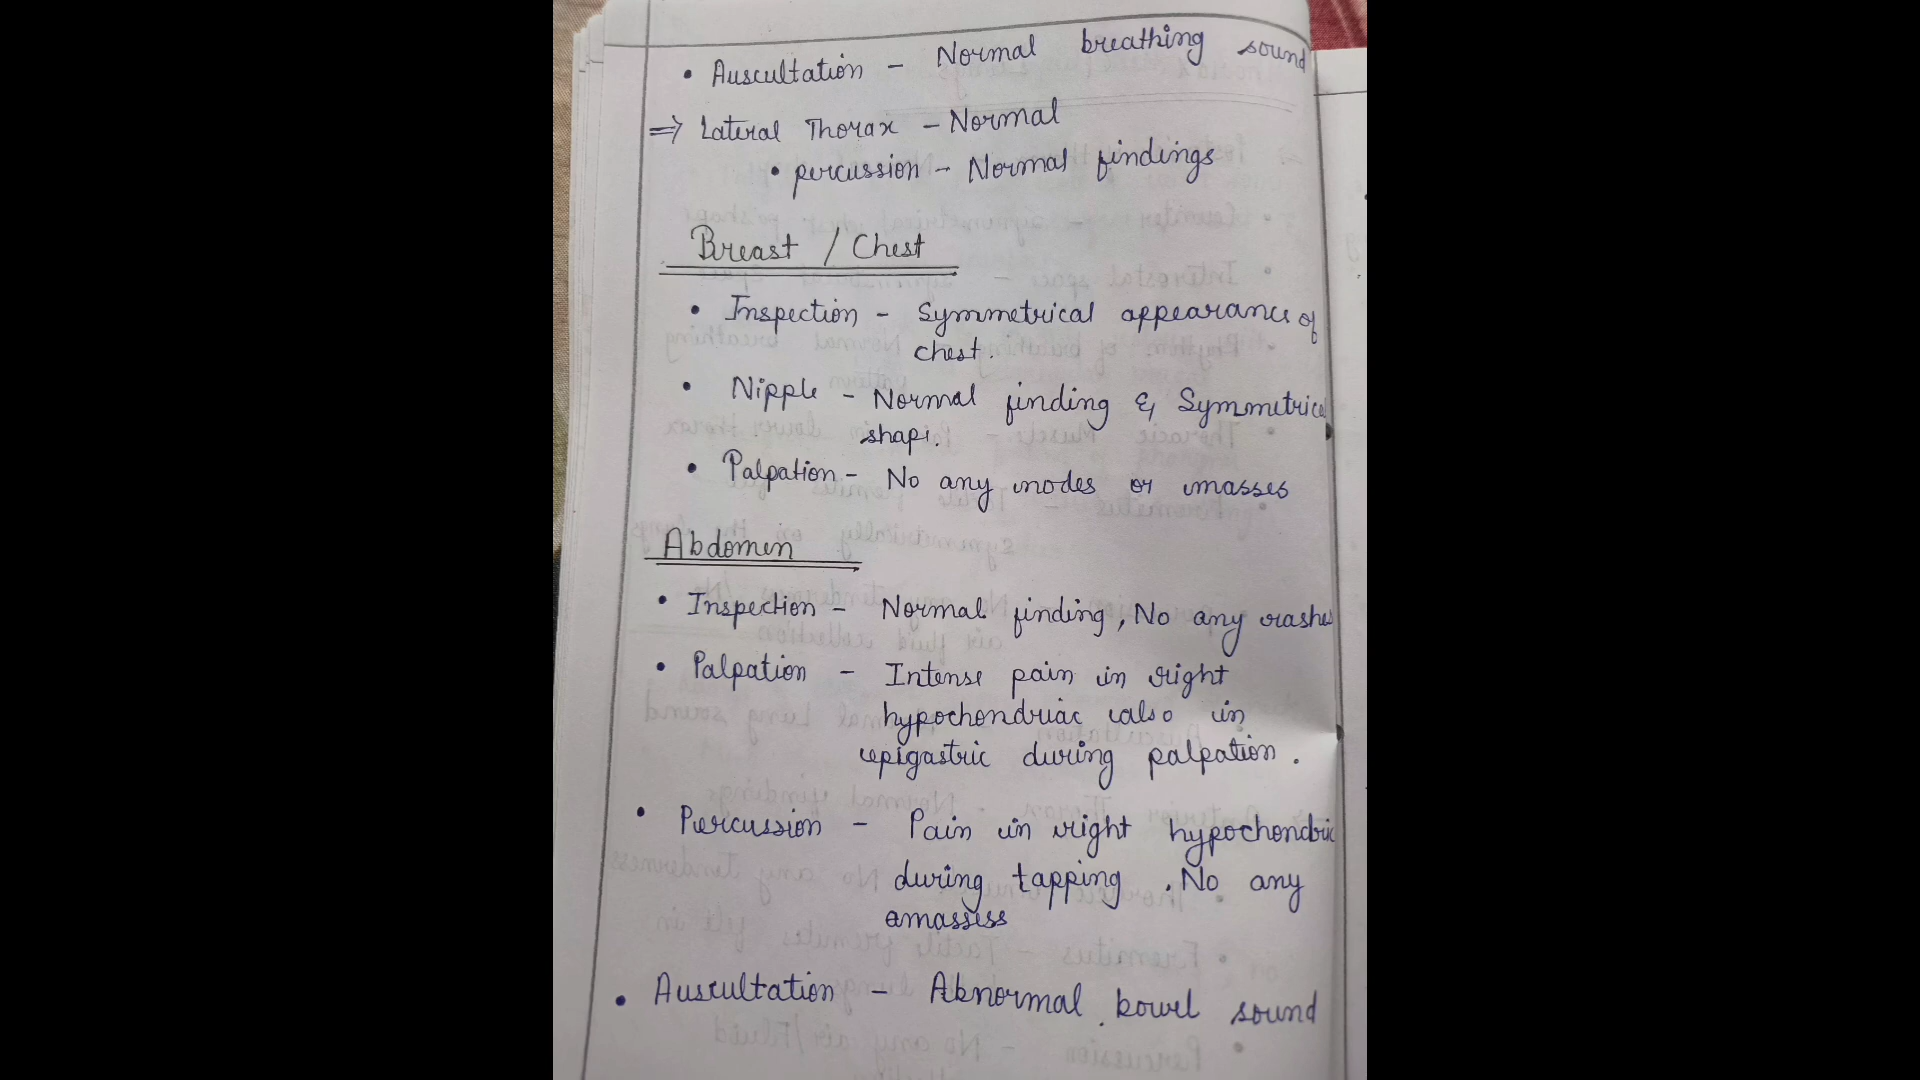 • Auscultation - Normal breathing sound
⇒ Lateral Thorax - Normal
• percussion - Normal findings
Breast / Chest
• Inspection - Symmetrical appearance of
chest.
• Nipple - Normal finding & Symmetrical
shape.
• Palpation - No any nodes or masses
Abdomen
• Inspection - Normal finding, No any rashes
• Palpation - Intense pain in right
hypochondriac also in
epigastric during palpation.
• Percussion - Pain in right hypochondric
during tapping. No any
amassess
• Auscultation - Abnormal bowel sound